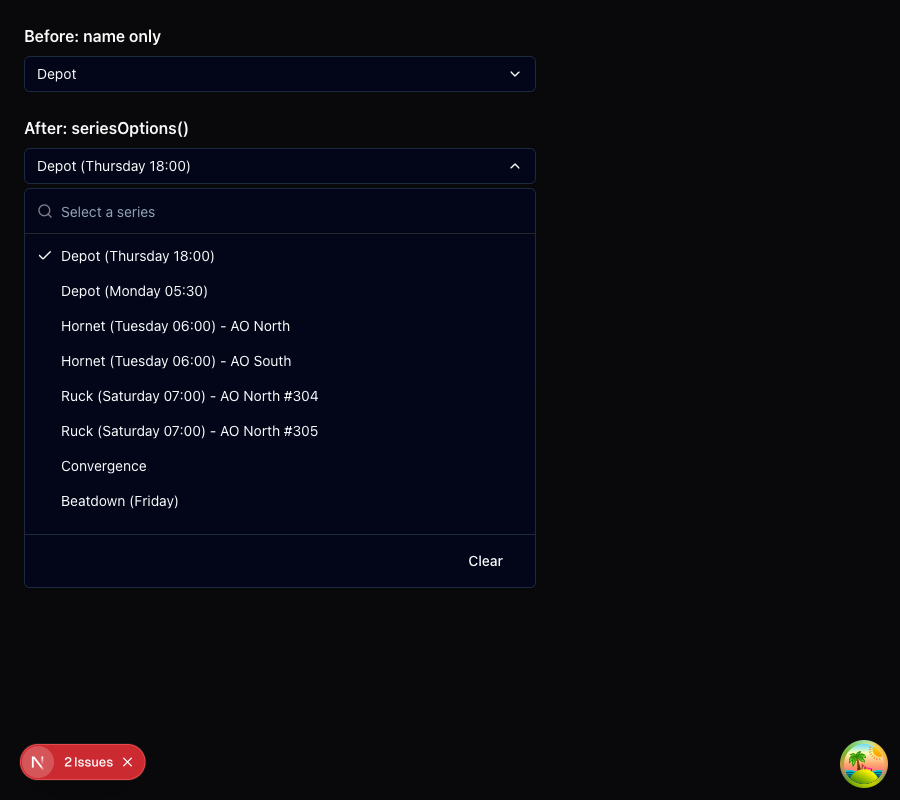 Before: name only
Depot
After: seriesOptions()
Depot (Thursday 18:00)
Select a series
Depot (Thursday 18:00)
Depot (Monday 05:30)
Hornet (Tuesday 06:00) - AO North
Hornet (Tuesday 06:00) - AO South
Ruck (Saturday 07:00) - AO North #304
Ruck (Saturday 07:00) - AO North #305
Convergence
Beatdown (Friday)
Clear
N 2 Issues